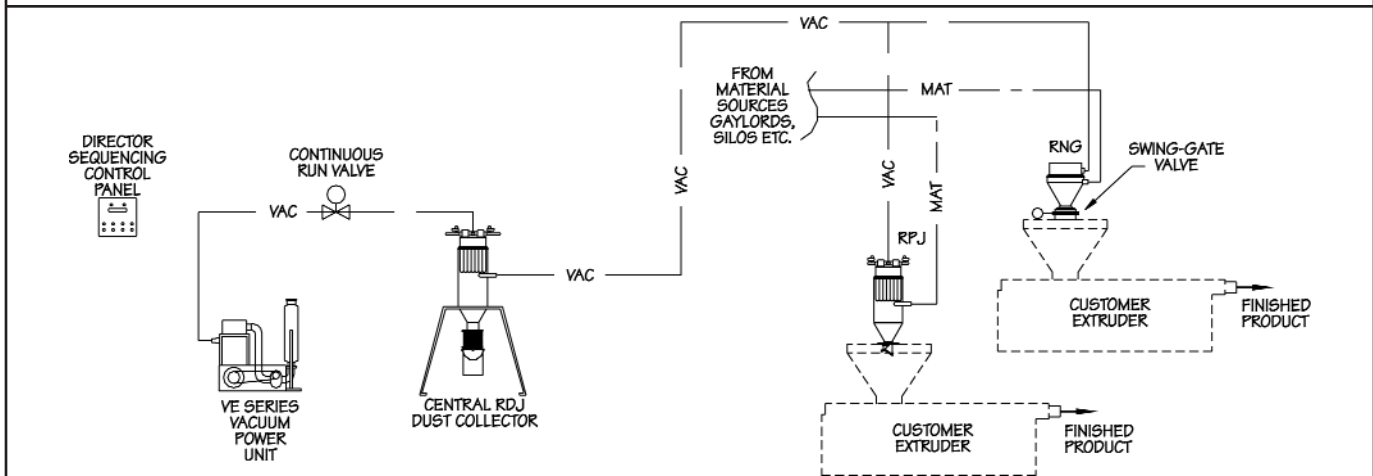 VAC
FROM
MATERIAL
SOURCES
GAYLORDS,
SILOS ETC.
MAT
DIRECTOR
SEQUENCING
CONTROL
PANEL
CONTINUOUS
RUN VALVE
RNG
SWING-GATE
VALVE
VAC
VAC
MAT
VAC
RPJ
VAC
CUSTOMER
EXTRUDER
FINISHED
PRODUCT
VE SERIES
VACUUM
POWER
UNIT
CENTRAL RDJ
DUST COLLECTOR
CUSTOMER
EXTRUDER
FINISHED
PRODUCT